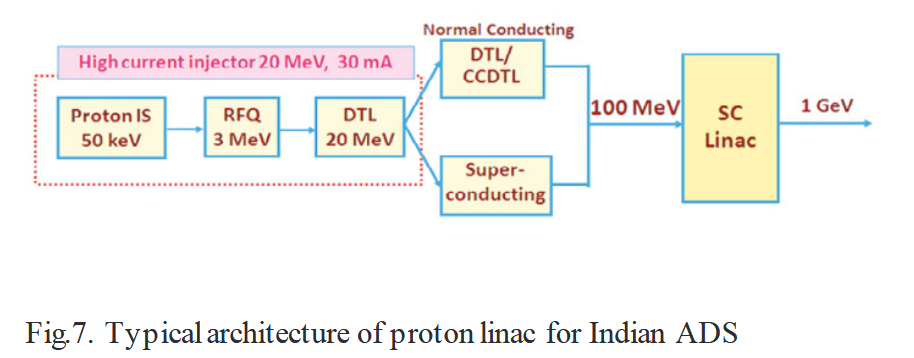 Normal Conducting
High current injector 20 MeV, 30 mA
DTL/
CCDTL
Proton IS
50 keV
RFQ
3 MeV
DTL
20 MeV
100 MeV
SC
Linac
1 GeV
Super-
conducting
Fig.7. Typical architecture of proton linac for Indian ADS